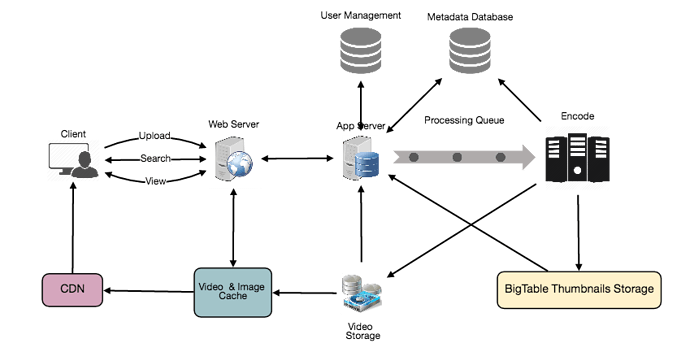 User Management
Metadata Database
Client
Upload
Web Server
App Server
Processing Queue
Encode
Search
View
CDN
Video & Image
Cache
BigTable Thumbnails Storage
Video
Storage